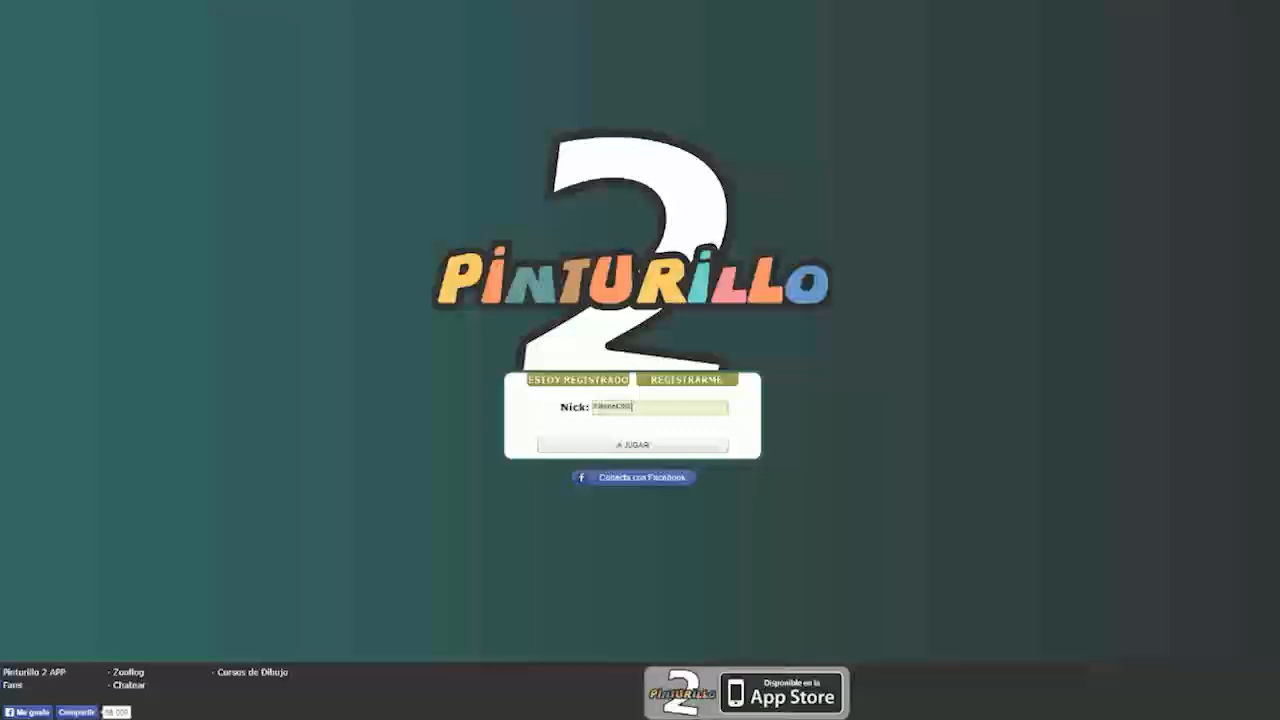 2
PINTURILLO
ESTOY REGISTRADO
REGISTRARME
Nick:
A JUGAR
Conecta con Facebook
Pinturillo 2 APP
- Zooflog
- Cursos de Dibujo
Fans
- Chatear
Me gusta
Compartir
2
PINTURILLO
Disponible en la
App Store